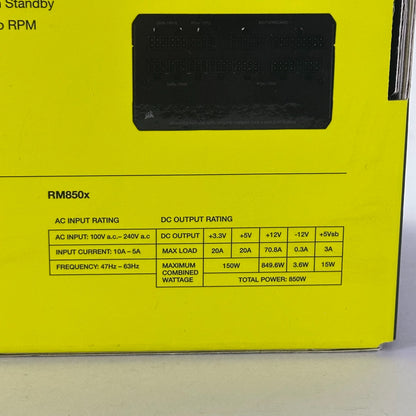 Standby
RPM
RM850x
AC INPUT RATING
AC INPUT: 100V a.c.– 240V a.c
INPUT CURRENT: 10A – 5A
FREQUENCY: 47Hz – 63Hz
DC OUTPUT RATING
DC OUTPUT +3.3V +5V +12V -12V +5Vsb
MAX LOAD 20A 20A 70.8A 0.3A 3A
MAXIMUM COMBINED WATTAGE 150W 849.6W 3.6W 15W
TOTAL POWER: 850W